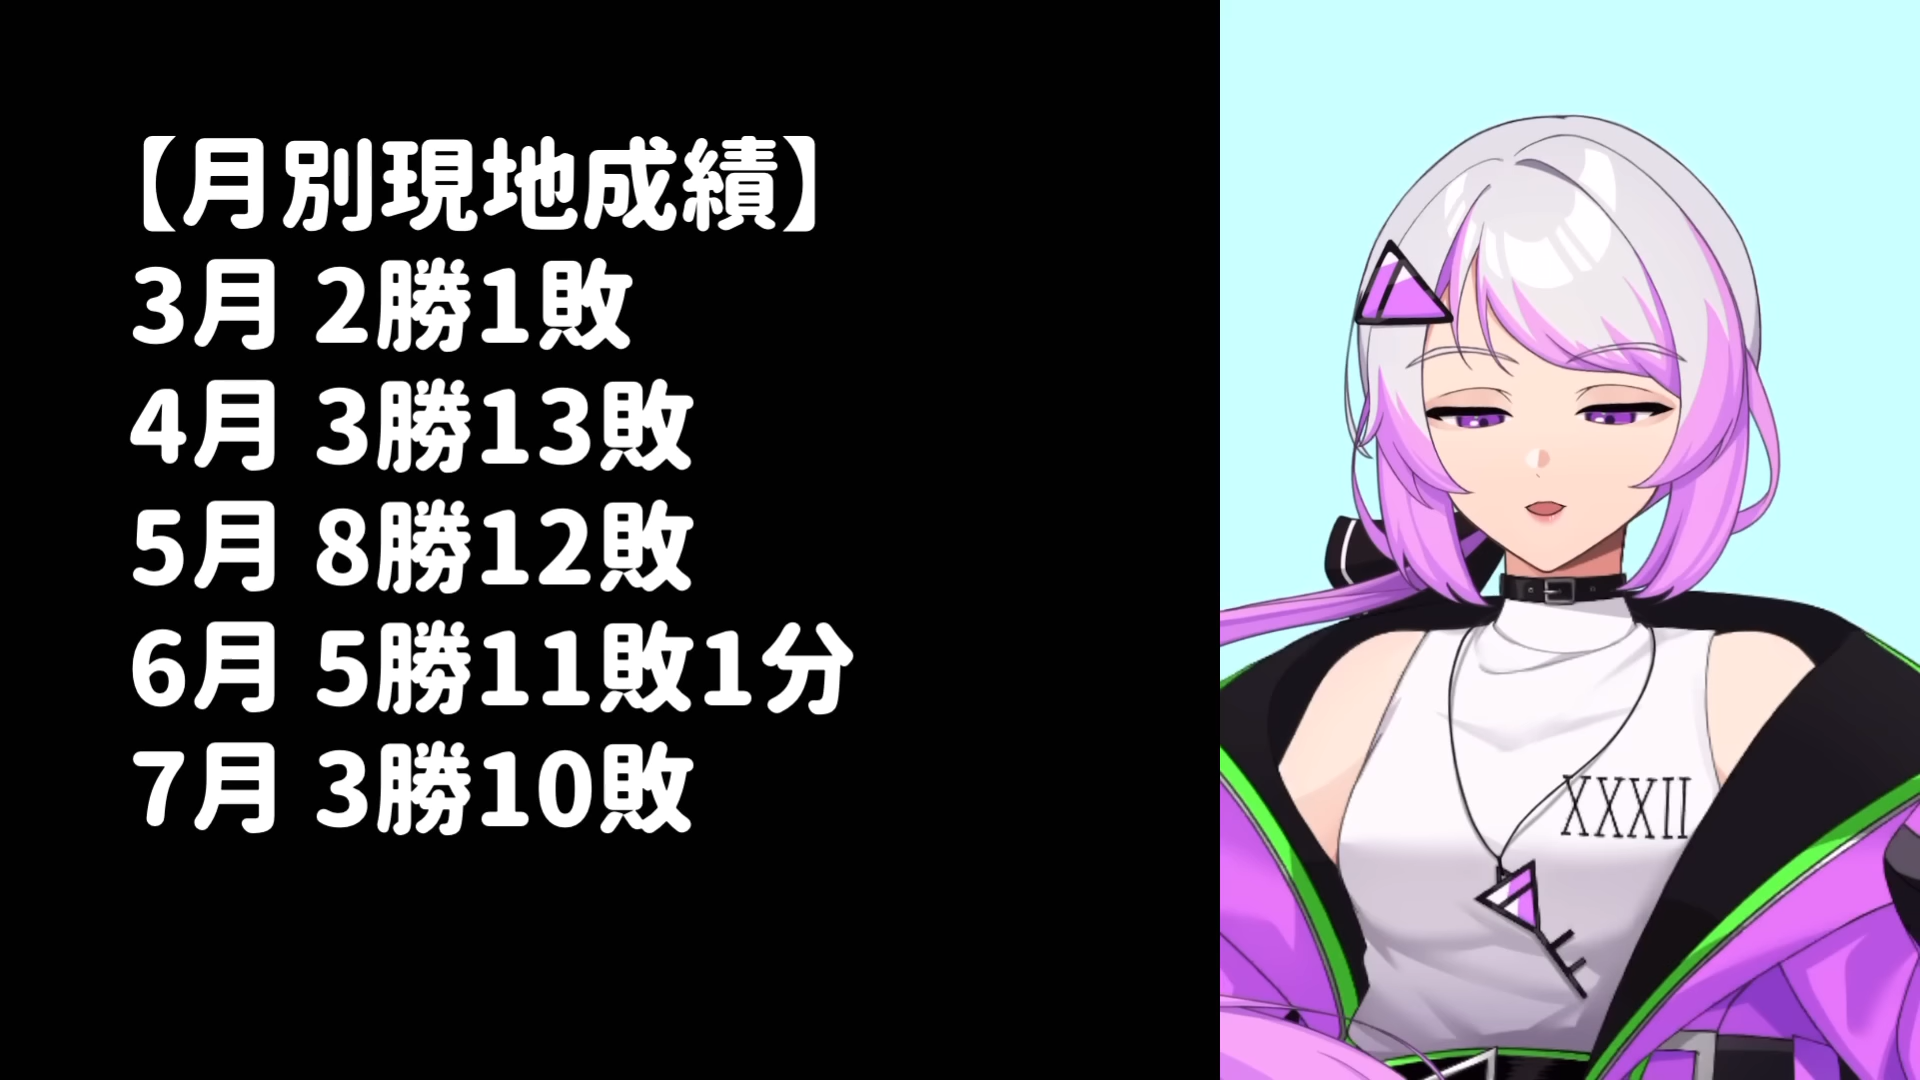 【月別現地成績】
3月 2勝1敗
4月 3勝13敗
5月 8勝12敗
6月 5勝11敗1分
7月 3勝10敗
XXXII